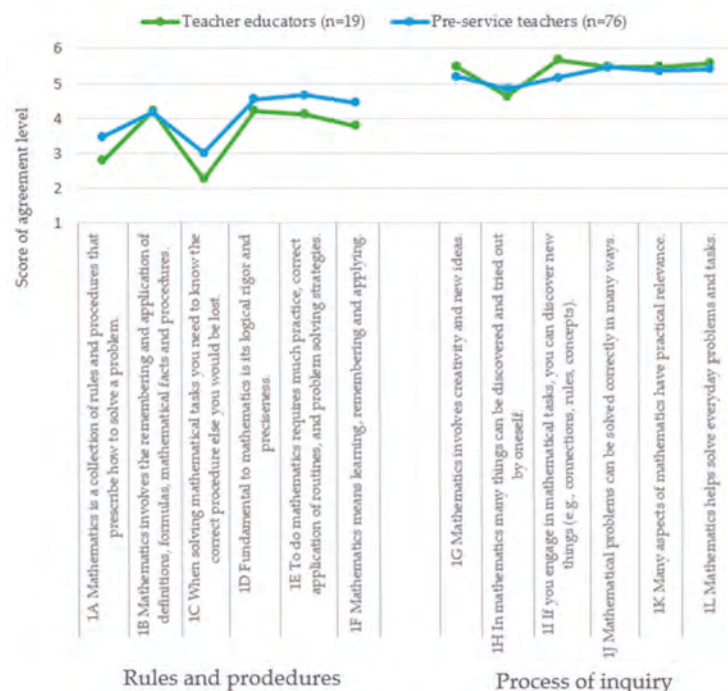 Teacher educators (n=19)
Pre-service teachers (n=76)
Score of agreement level
6
5
4
3
2
1
1A Mathematics is a collection of rules and procedures that
prescribe how to solve a problem.
1B Mathematics involves the remembering and application of
definitions, formulas, mathematical facts and procedures.
1C When solving mathematical tasks you need to know the
correct procedure else you would be lost.
1D Fundamental to mathematics is its logical rigor and
preciseness.
1E To do mathematics requires much practice, correct
application of routines, and problem solving strategies.
1F Mathematics means learning, remembering and applying.
1G Mathematics involves creativity and new ideas.
1H In mathematics many things can be discovered and tried out
by oneself.
1I If you engage in mathematical tasks, you can discover new
things (e.g., connections, rules, concepts).
1J Mathematical problems can be solved correctly in many ways.
1K Many aspects of mathematics have practical relevance.
1L Mathematics helps solve everyday problems and tasks.
Rules and prodedures
Process of inquiry